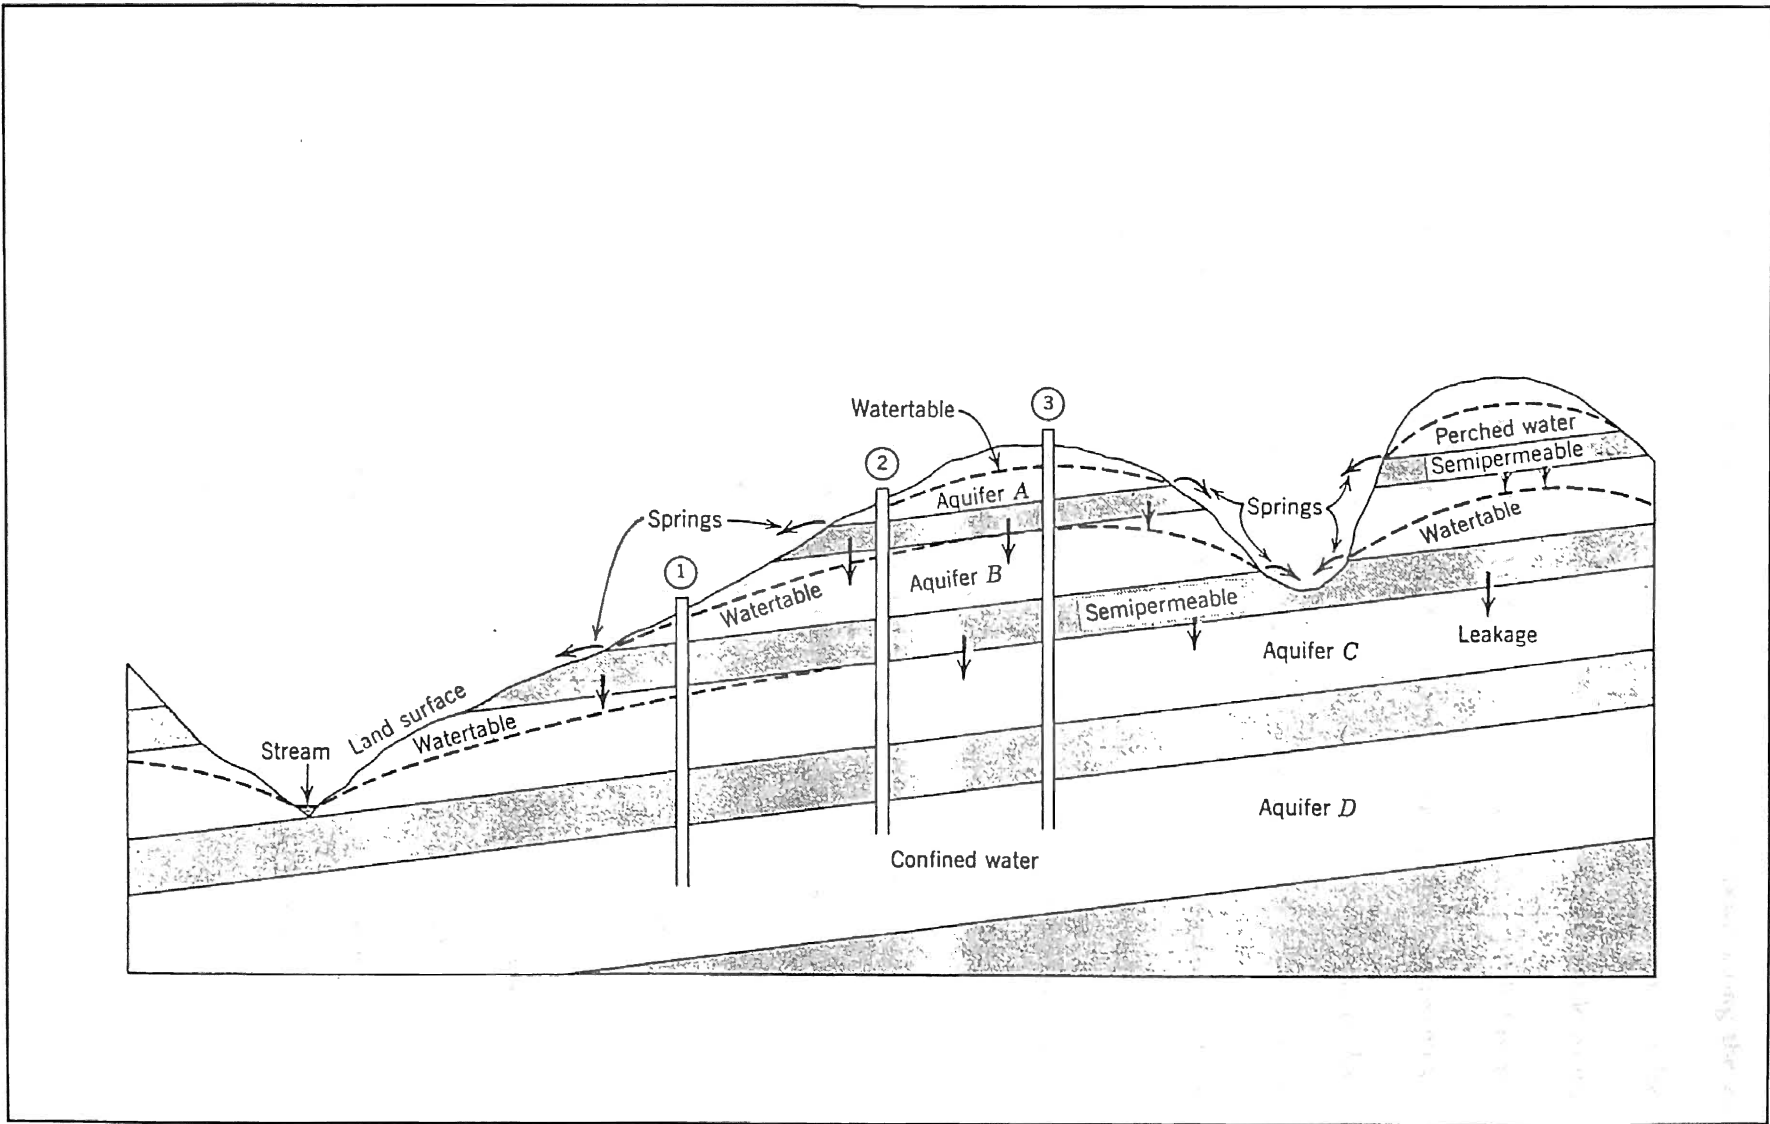 Watertable
3
2
Perched water
Semipermeable
Aquifer A
Springs
Springs
Watertable
1
Aquifer B
Watertable
Semipermeable
Leakage
Aquifer C
Land surface
Watertable
Stream
Aquifer D
Confined water